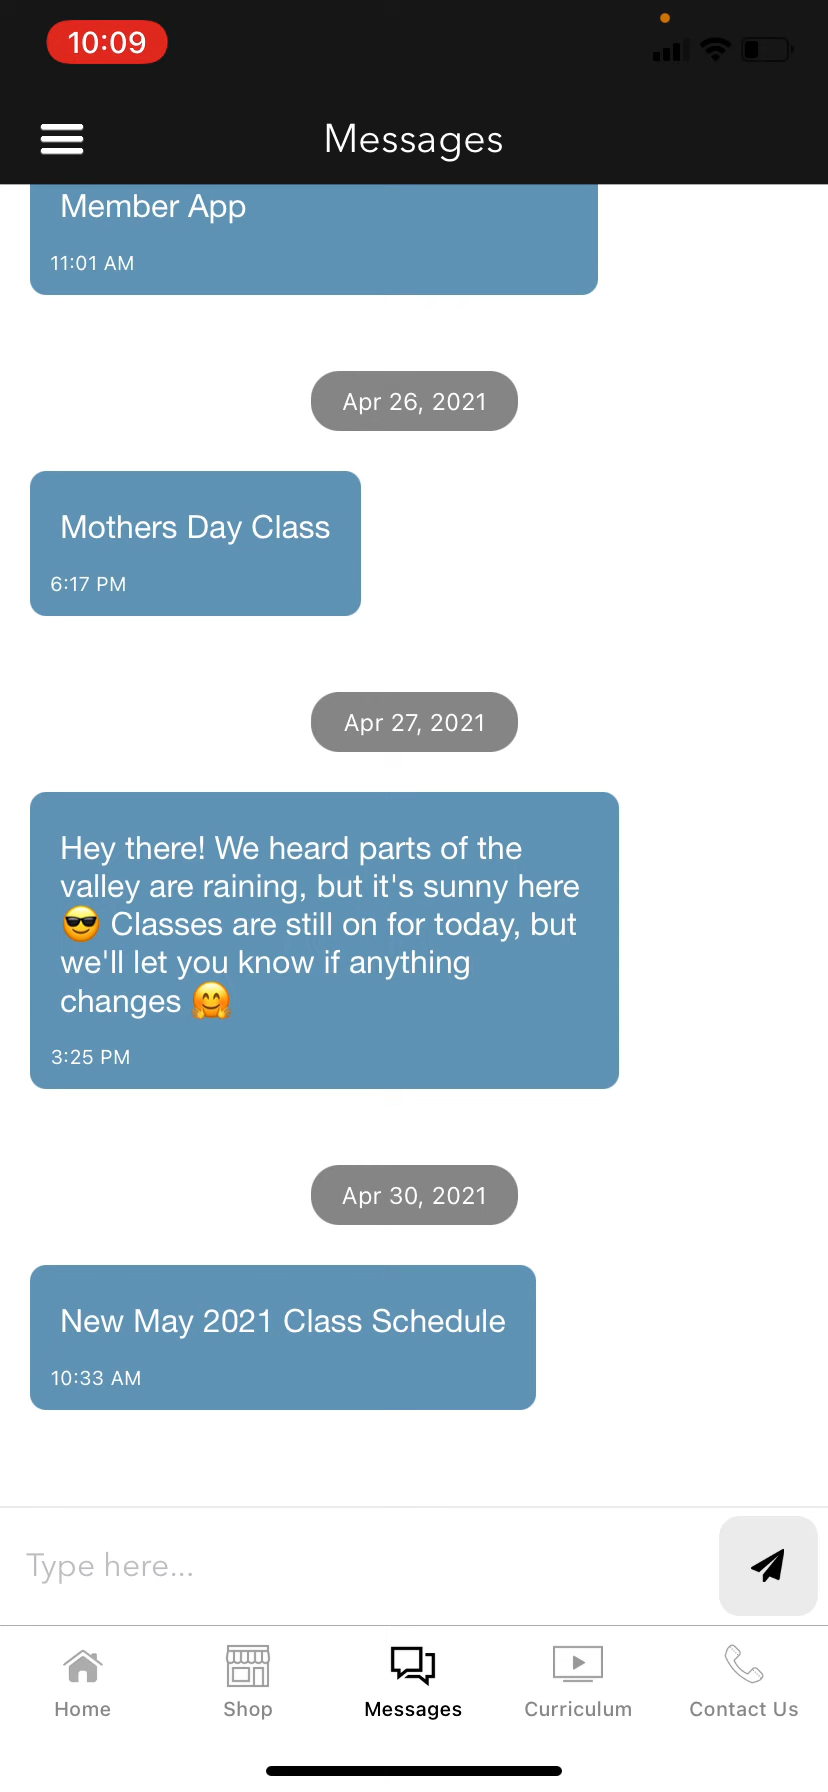 10:09
Messages
Member App
11:01 AM
Apr 26, 2021
Mothers Day Class
6:17 PM
Apr 27, 2021
Hey there! We heard parts of the
valley are raining, but it's sunny here
😎 Classes are still on for today, but
we'll let you know if anything
changes 🤗
3:25 PM
Apr 30, 2021
New May 2021 Class Schedule
10:33 AM
Type here...
Home
Shop
Messages
Curriculum
Contact Us